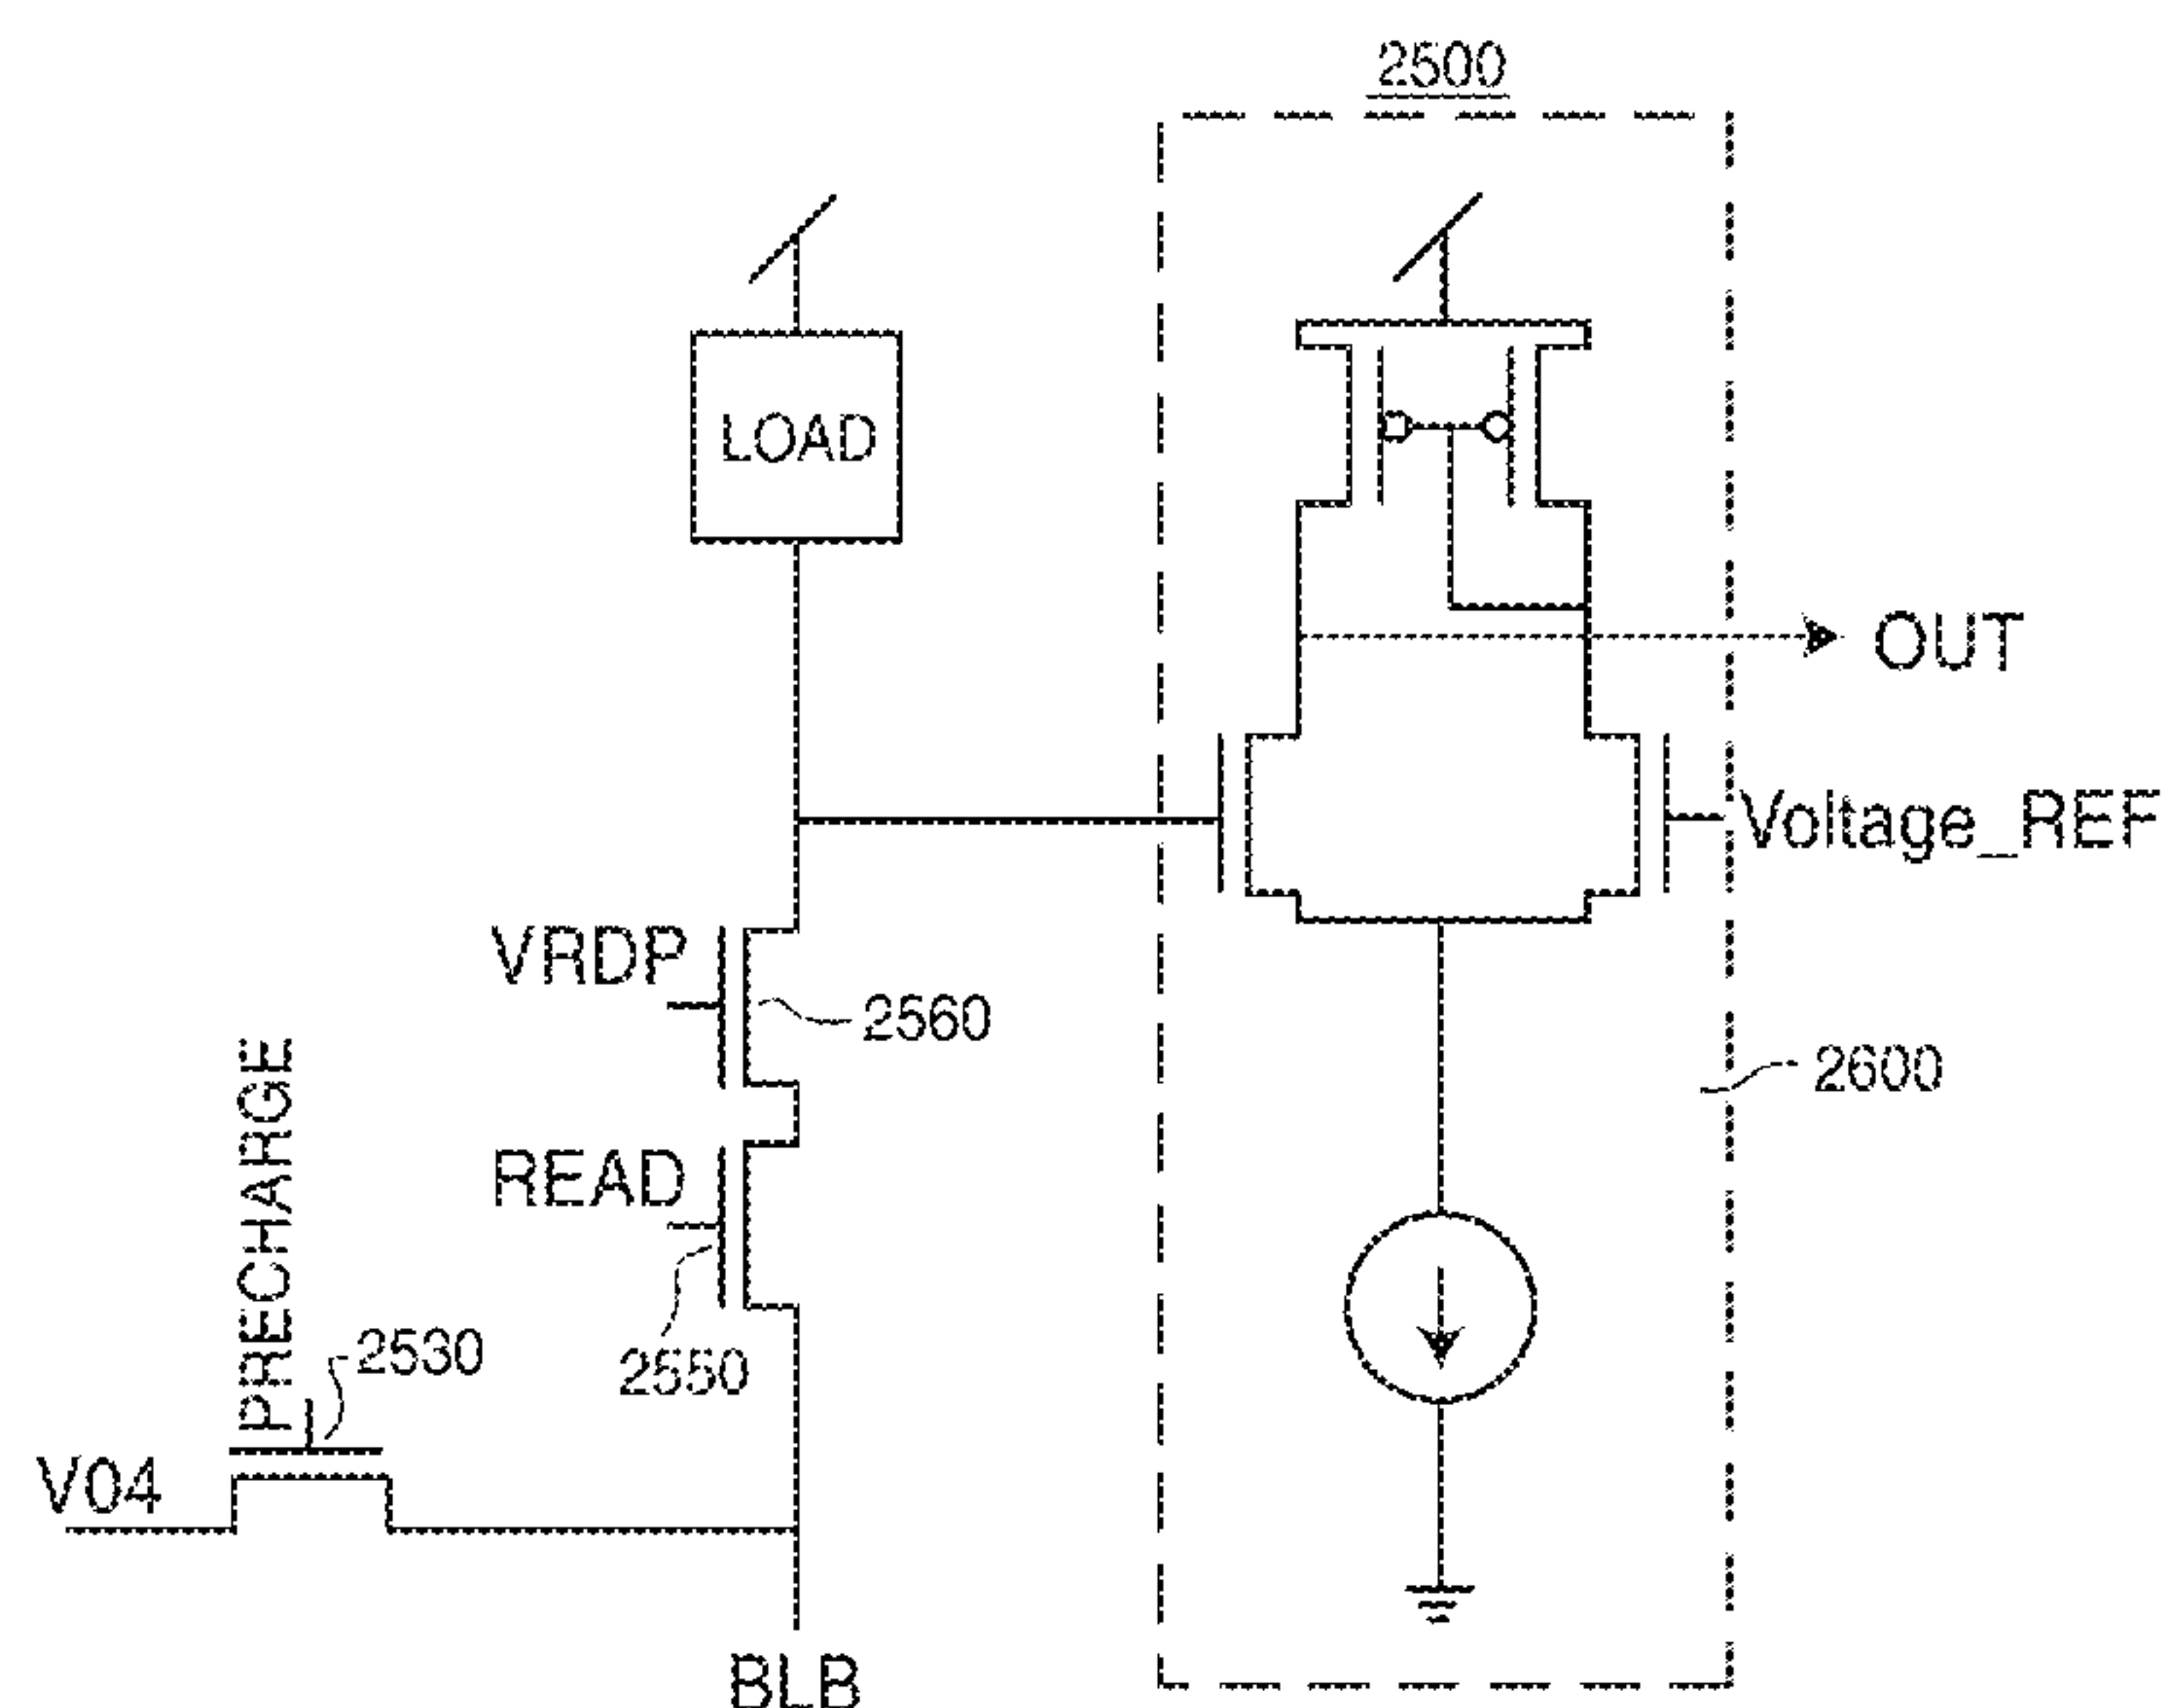 2500
LOAD
OUT
Voltage_REF
VRDP
2560
2600
PRECHARGE
READ
2530
2550
V04
BLB